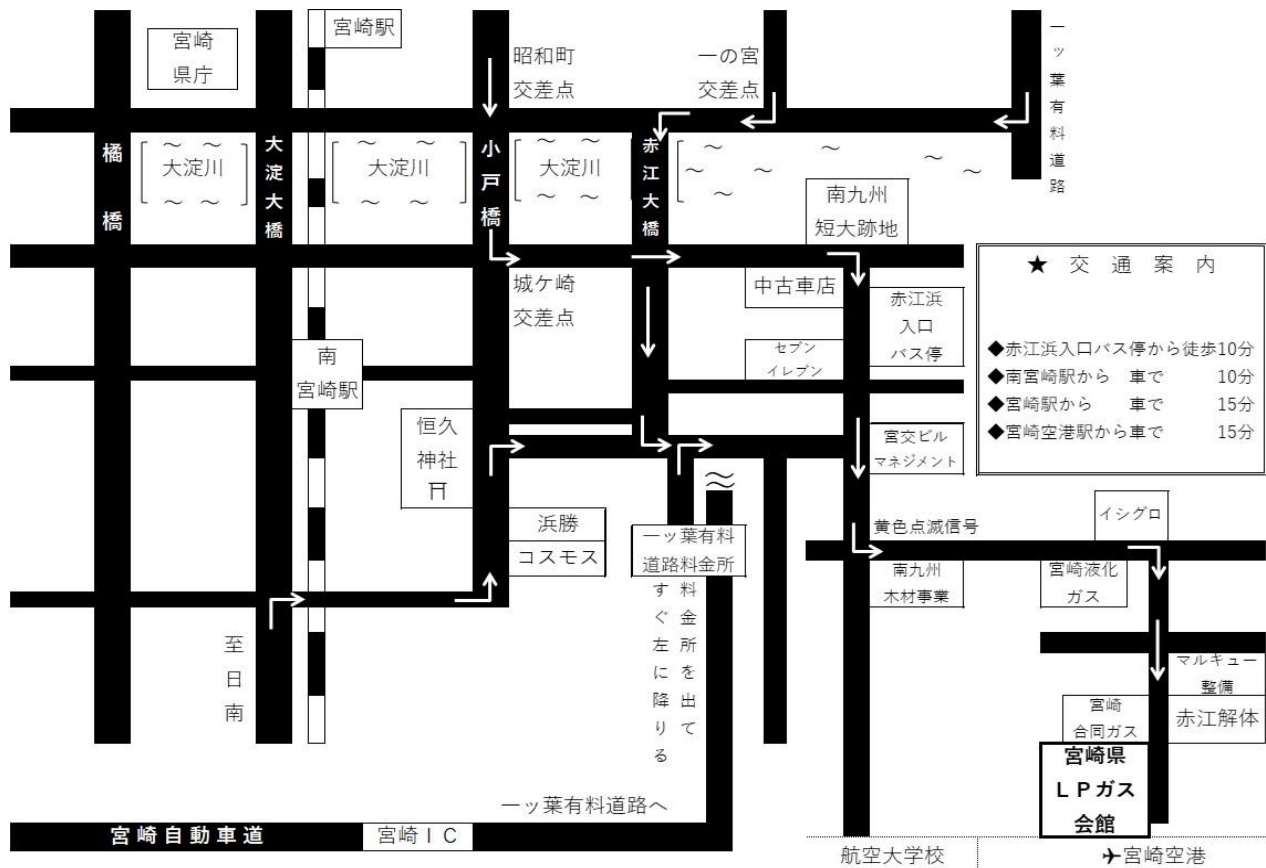 宮崎
県庁
宮崎駅
昭和町
交差点
一の宮
交差点
一ッ葉有料道路
橘橋
大淀川
大淀大橋
大淀川
小戸橋
大淀川
赤江大橋
南九州
短大跡地
城ケ崎
交差点
中古車店
赤江浜
入口
バス停
セブン
イレブン
★ 交 通 案 内
◆赤江浜入口バス停から徒歩10分
◆南宮崎駅から 車で 10分
◆宮崎駅から 車で 15分
◆宮崎空港駅から車で 15分
南
宮崎駅
恒久
神社
宮交ビル
マネジメント
浜勝
コスモス
一ッ葉有料
道路料金所
料金所を出て
すぐ左に降りる
黄色点滅信号
イシグロ
南九州
木材事業
宮崎液化
ガス
至日南
マルキュー
整備
宮崎
合同ガス
赤江解体
宮崎県
ＬＰガス
会館
一ッ葉有料道路へ
宮崎自動車道
宮崎ＩＣ
航空大学校
✈宮崎空港